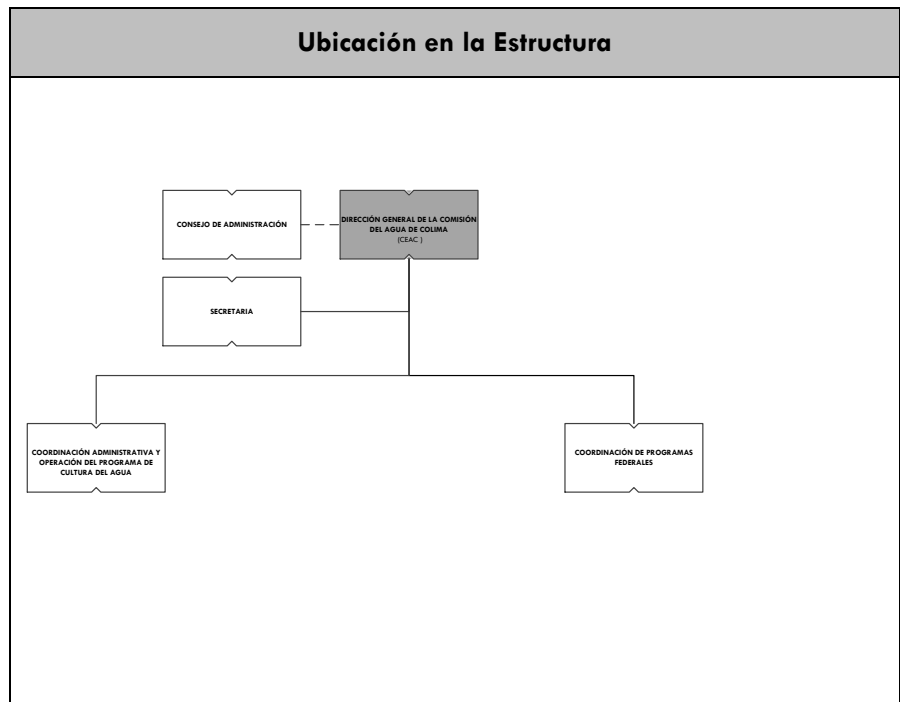 Ubicación en la Estructura
CONSEJO DE ADMINISTRACIÓN
DIRECCIÓN GENERAL DE LA COMISIÓN
DEL AGUA DE COLIMA
(CEAC )
SECRETARIA
COORDINACIÓN ADMINISTRATIVA Y
OPERACIÓN DEL PROGRAMA DE
CULTURA DEL AGUA
COORDINACIÓN DE PROGRAMAS
FEDERALES